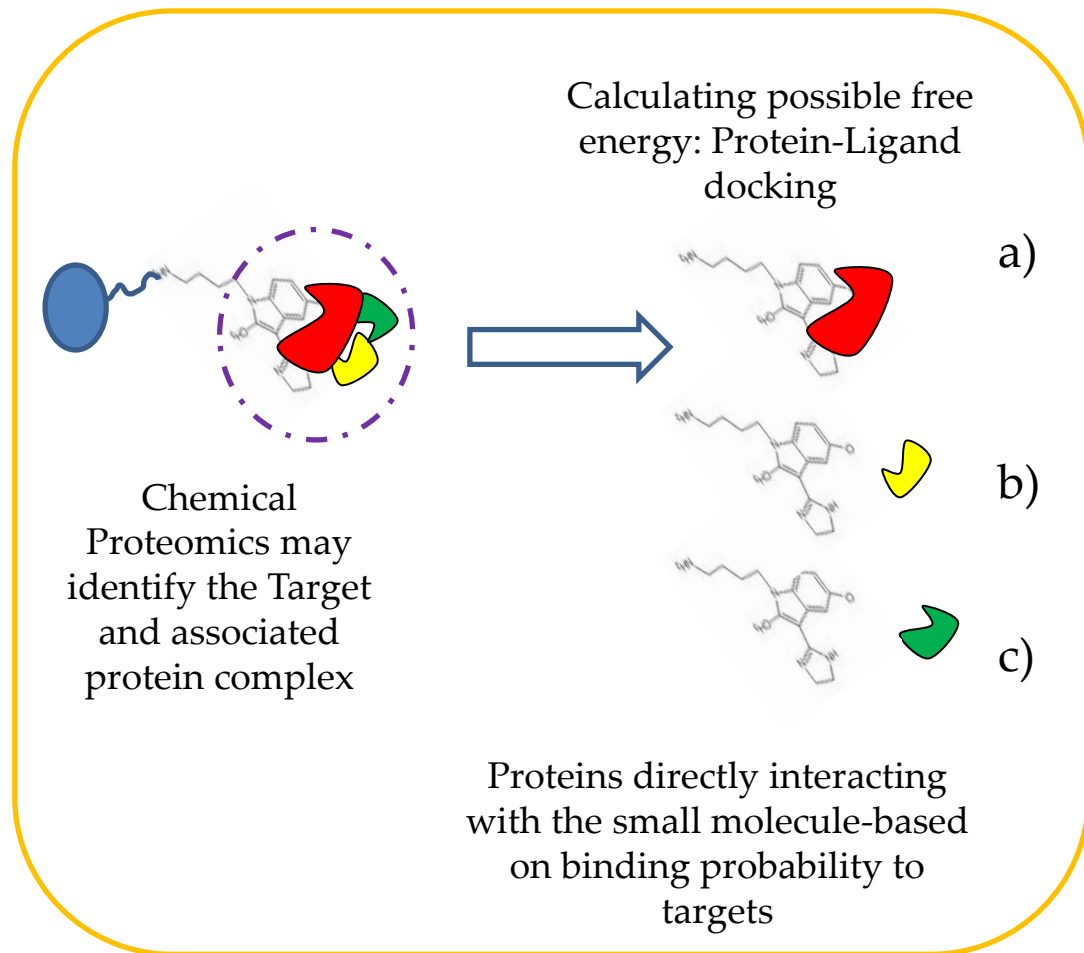 Calculating possible free
energy: Protein-Ligand
docking
a)
Chemical
Proteomics may
identify the Target
and associated
protein complex
b)
c)
Proteins directly interacting
with the small molecule-based
on binding probability to
targets